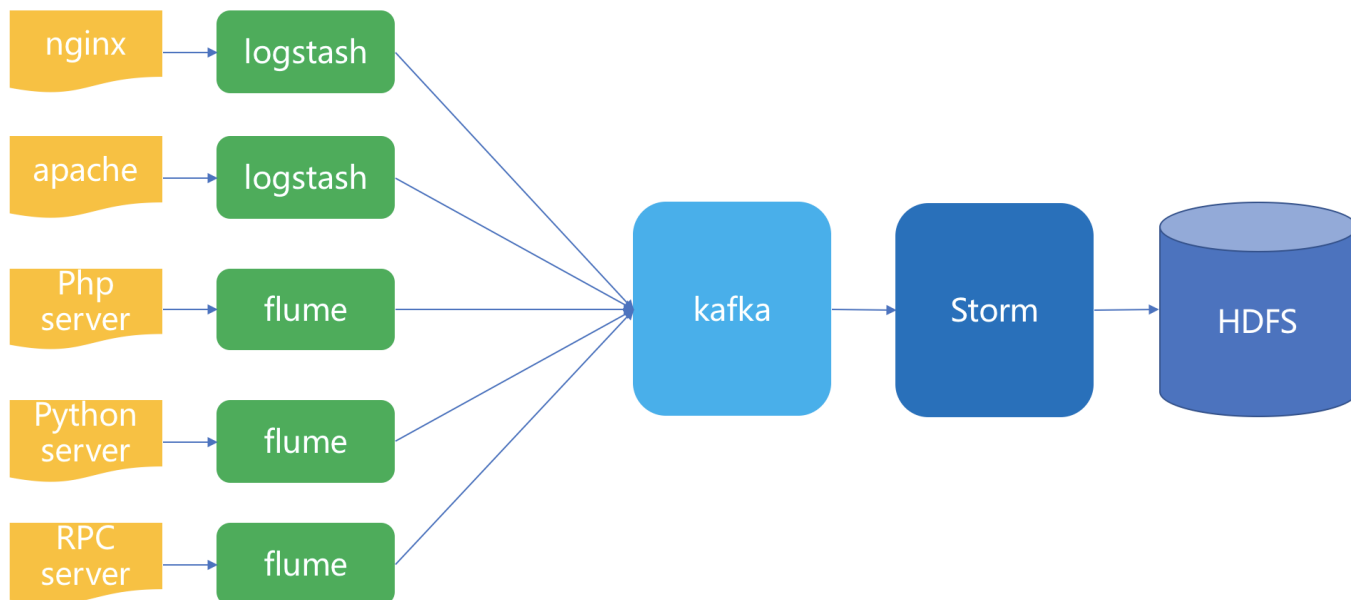 nginx
logstash
apache
logstash
Php
server
flume
Python
server
flume
RPC
server
flume
kafka
Storm
HDFS